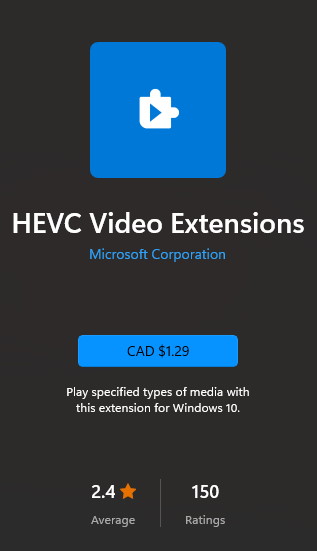 HEVC Video Extensions
Microsoft Corporation
CAD $1.29
Play specified types of media with
this extension for Windows 10.
2.4
150
Average
Ratings